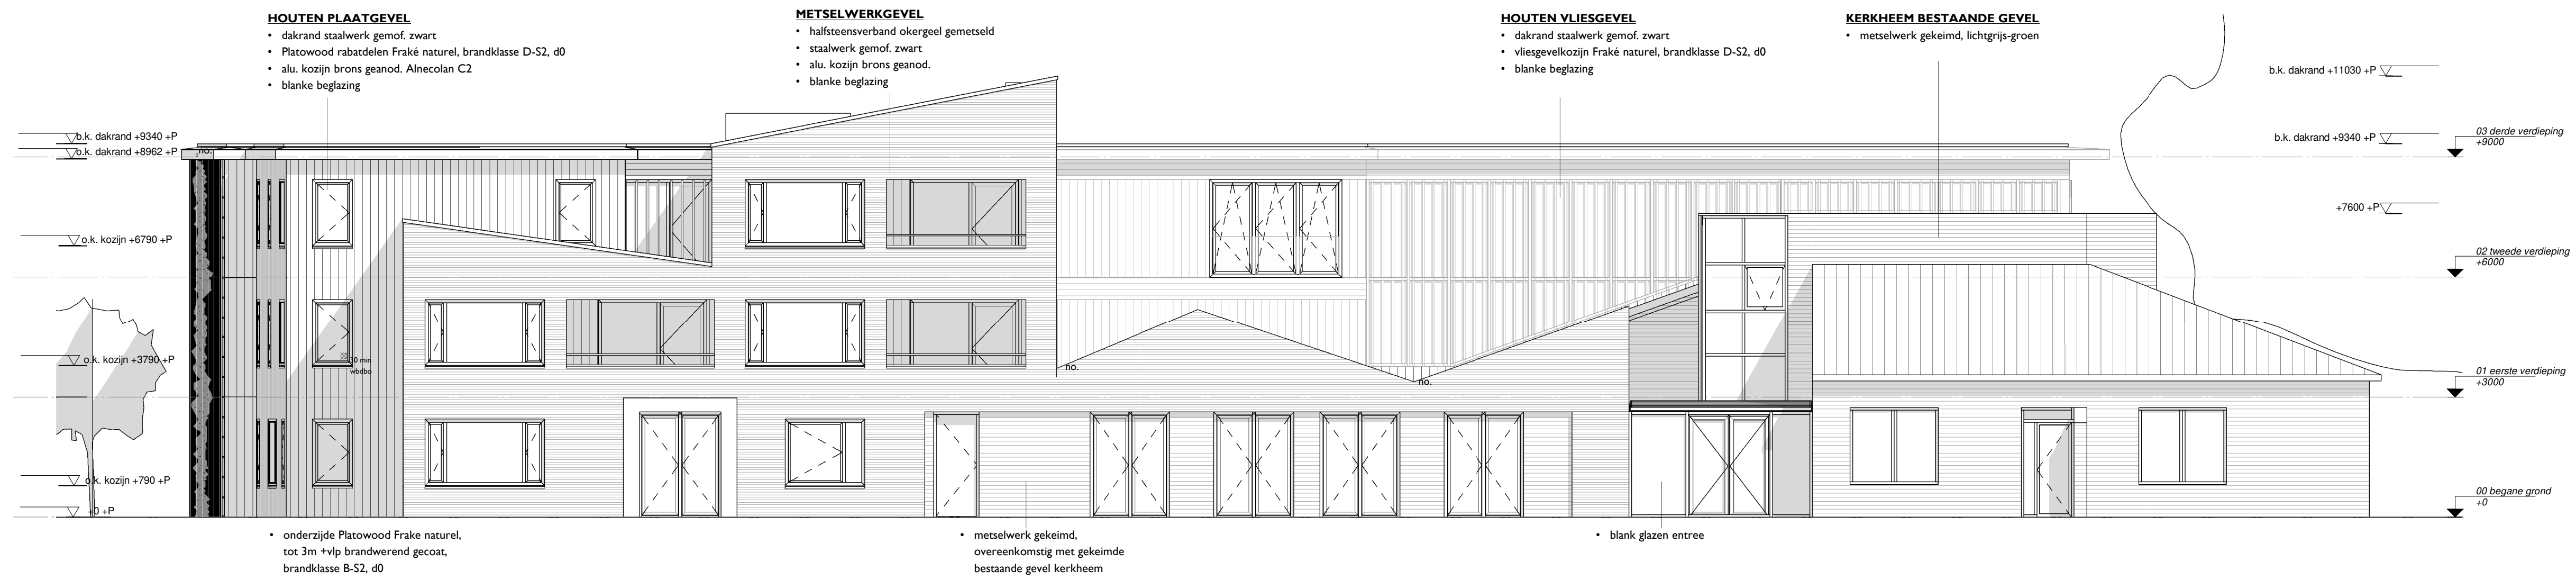 HOUTEN PLAATGEVEL
• dakrand staalwerk gemof. zwart
• Platowood rabatdelen Fraké naturel, brandklasse D-S2, d0
• alu. kozijn brons geanod. Alnecolan C2
• blanke beglazing
METSELWERKGEVEL
• halfsteensverband okergeel gemetseld
• staalwerk gemof. zwart
• alu. kozijn brons geanod.
• blanke beglazing
HOUTEN VLIESGEVEL
• dakrand staalwerk gemof. zwart
• vliesgevelkozijn Fraké naturel, brandklasse D-S2, d0
• blanke beglazing
KERKHEEM BESTAANDE GEVEL
• metselwerk gekeimd, lichtgrijs-groen
b.k. dakrand +9340 +P
o.k. dakrand +8962 +P
o.k. kozijn +6790 +P
o.k. kozijn +3790 +P
o.k. kozijn +790 +P
+0 +P
no.
30 min
wbdbo
no.
no.
b.k. dakrand +11030 +P
b.k. dakrand +9340 +P
+7600 +P
03 derde verdieping
+9000
02 tweede verdieping
+6000
01 eerste verdieping
+3000
00 begane grond
+0
• onderzijde Platowood Frake naturel,
tot 3m +vlp brandwerend gecoat,
brandklasse B-S2, d0
• metselwerk gekeimd,
overeenkomstig met gekeimde
bestaande gevel kerkheem
• blank glazen entree